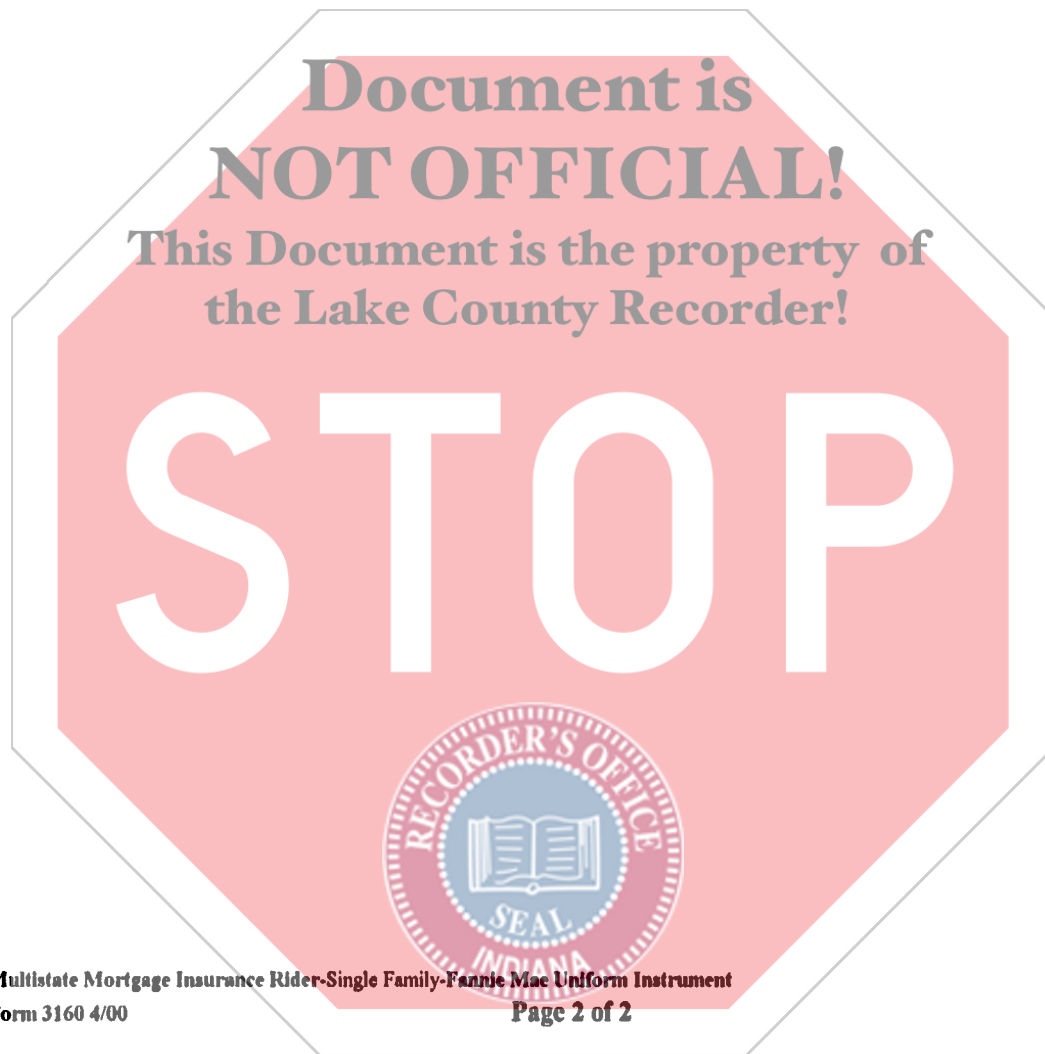 Document is
NOT OFFICIAL!
This Document is the property of
the Lake County Recorder!
STOP
RECORDER'S OFFICE
SEAL
INDIANA
Multistate Mortgage Insurance Rider-Single Family-Fannie Mae Uniform Instrument
orm 3160 4/00 Page 2 of 2